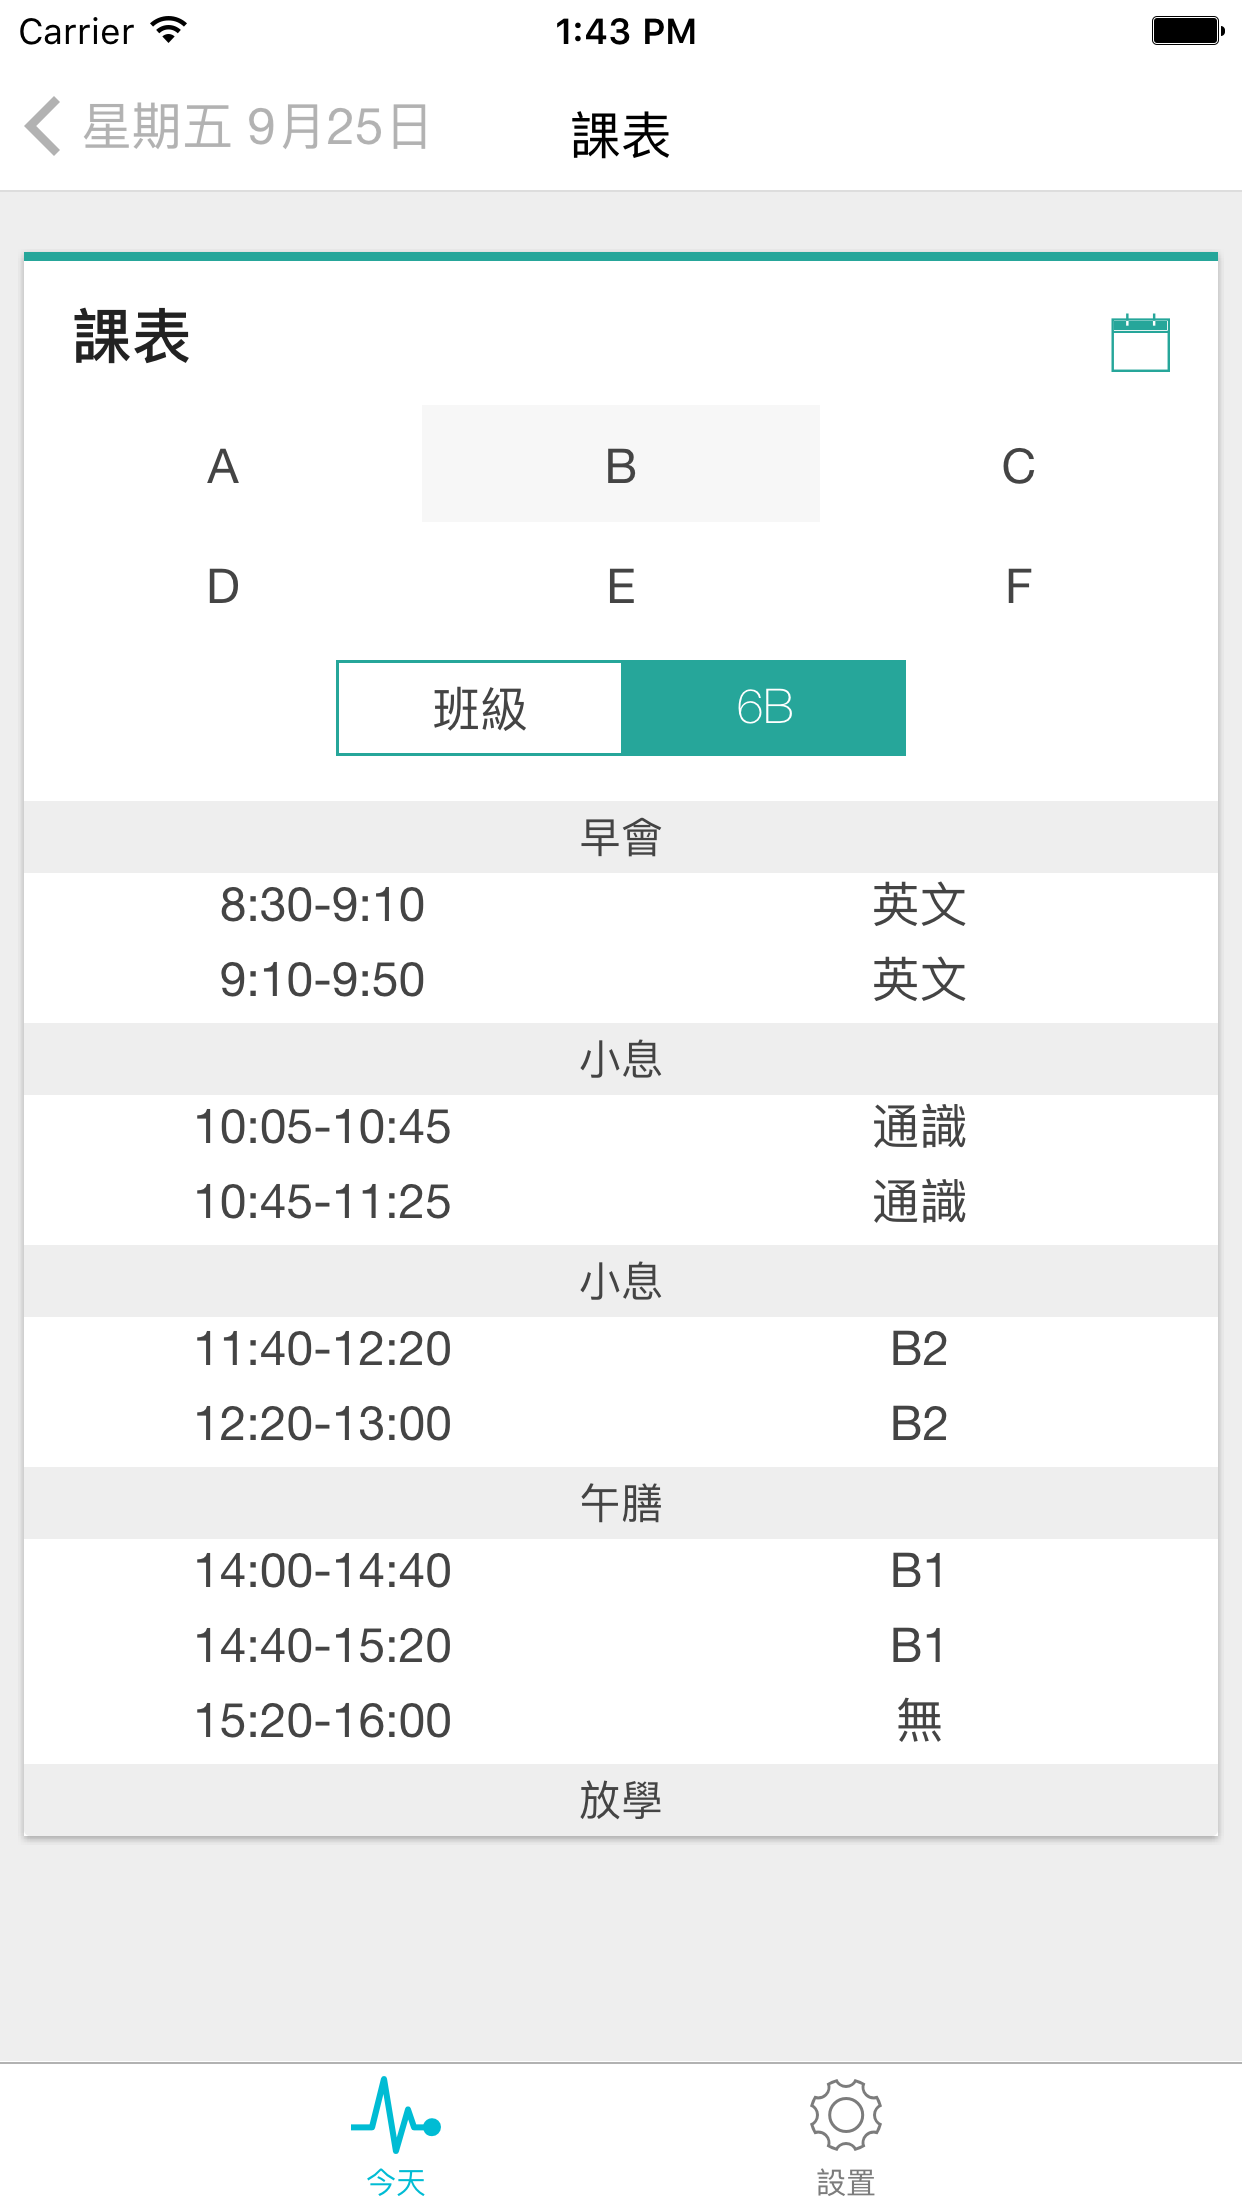 Carrier 1:43 PM
星期五 9月25日 課表
課表
A B C
D E F
班級 6B
早會
8:30-9:10 英文
9:10-9:50 英文
小息
10:05-10:45 通識
10:45-11:25 通識
小息
11:40-12:20 B2
12:20-13:00 B2
午膳
14:00-14:40 B1
14:40-15:20 B1
15:20-16:00 無
放學
今天 設置